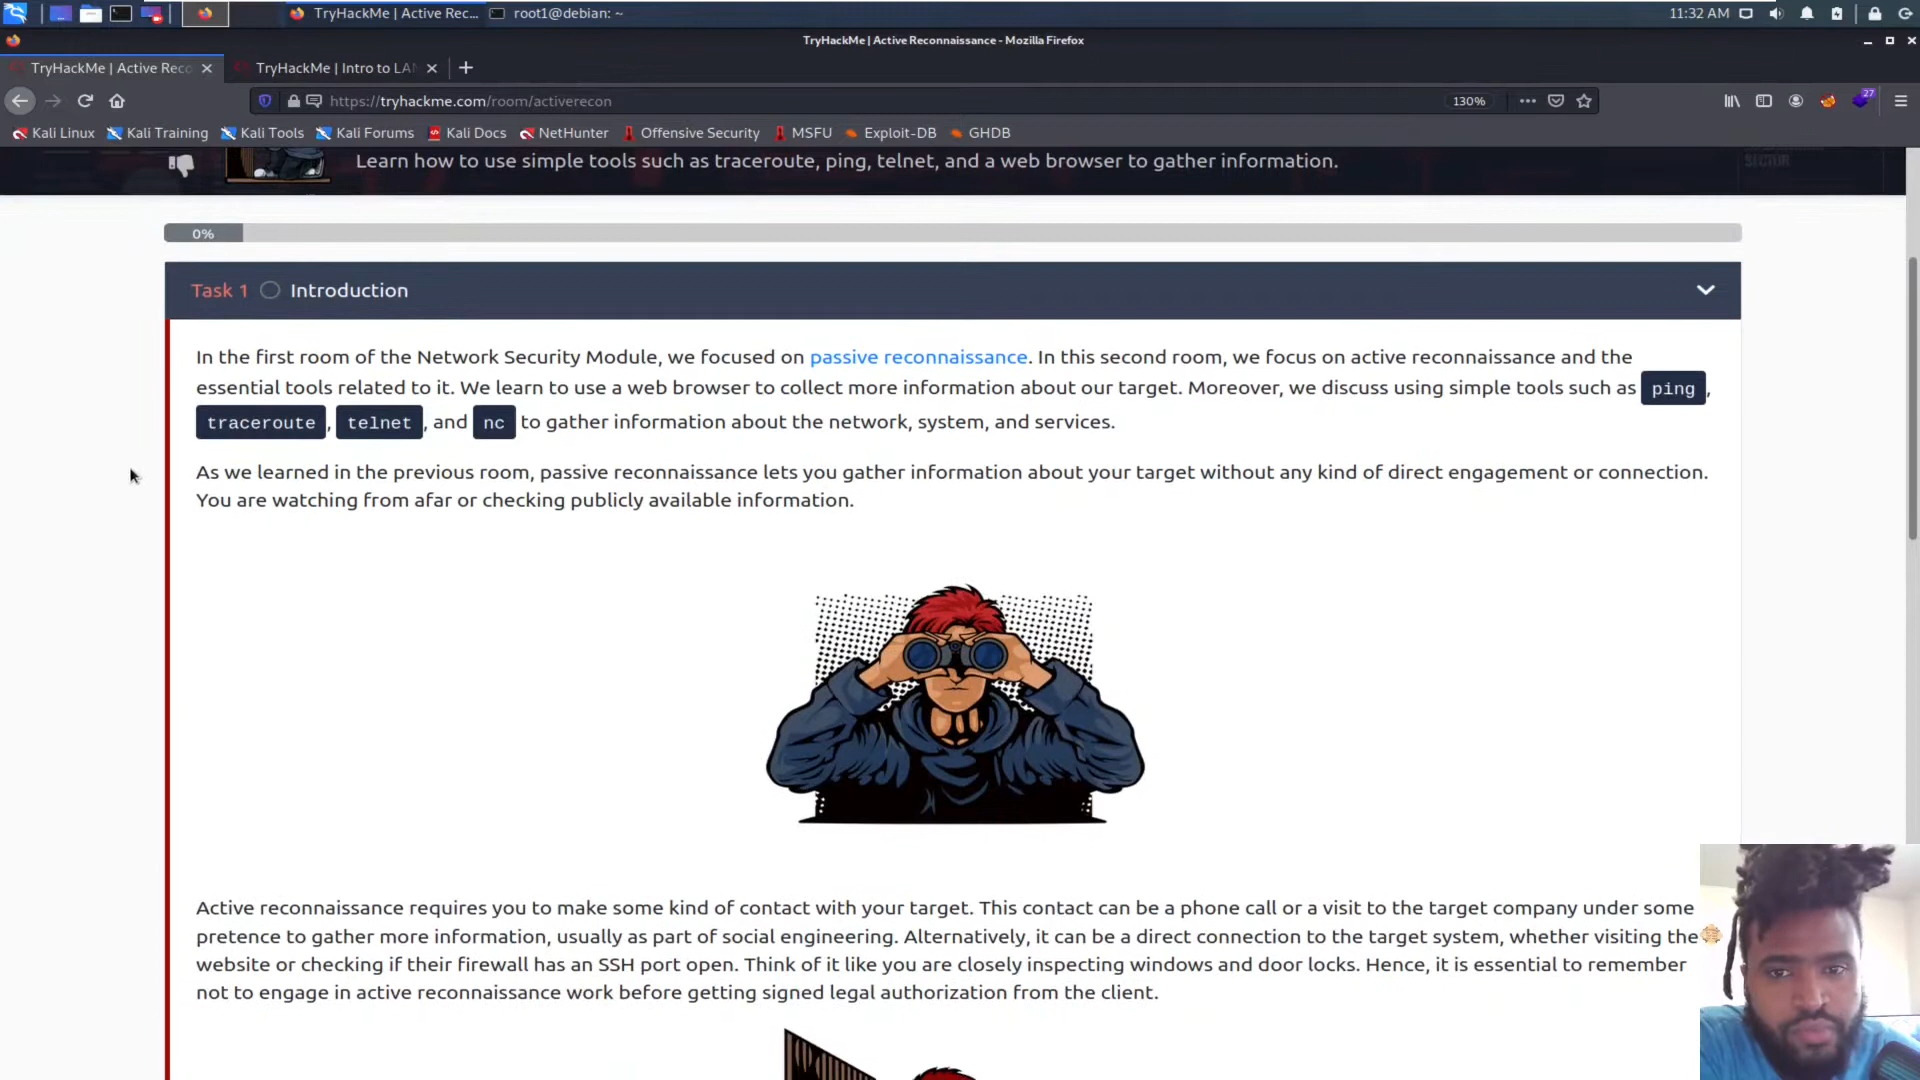 TryHackMe | Active Rec...
root1@debian: ~
11:32 AM
TryHackMe | Active Reconnaissance - Mozilla Firefox
TryHackMe | Active Reco
TryHackMe | Intro to LAN
https://tryhackme.com/room/activerecon
130%
27
Kali Linux Kali Training Kali Tools Kali Forums Kali Docs NetHunter Offensive Security MSFU Exploit-DB GHDB
Learn how to use simple tools such as traceroute, ping, telnet, and a web browser to gather information.
SECTOR
0%
Task 1 Introduction
In the first room of the Network Security Module, we focused on passive reconnaissance. In this second room, we focus on active reconnaissance and the
essential tools related to it. We learn to use a web browser to collect more information about our target. Moreover, we discuss using simple tools such as ping,
traceroute, telnet, and nc to gather information about the network, system, and services.
As we learned in the previous room, passive reconnaissance lets you gather information about your target without any kind of direct engagement or connection.
You are watching from afar or checking publicly available information.
Active reconnaissance requires you to make some kind of contact with your target. This contact can be a phone call or a visit to the target company under some
pretence to gather more information, usually as part of social engineering. Alternatively, it can be a direct connection to the target system, whether visiting the
website or checking if their firewall has an SSH port open. Think of it like you are closely inspecting windows and door locks. Hence, it is essential to remember
not to engage in active reconnaissance work before getting signed legal authorization from the client.